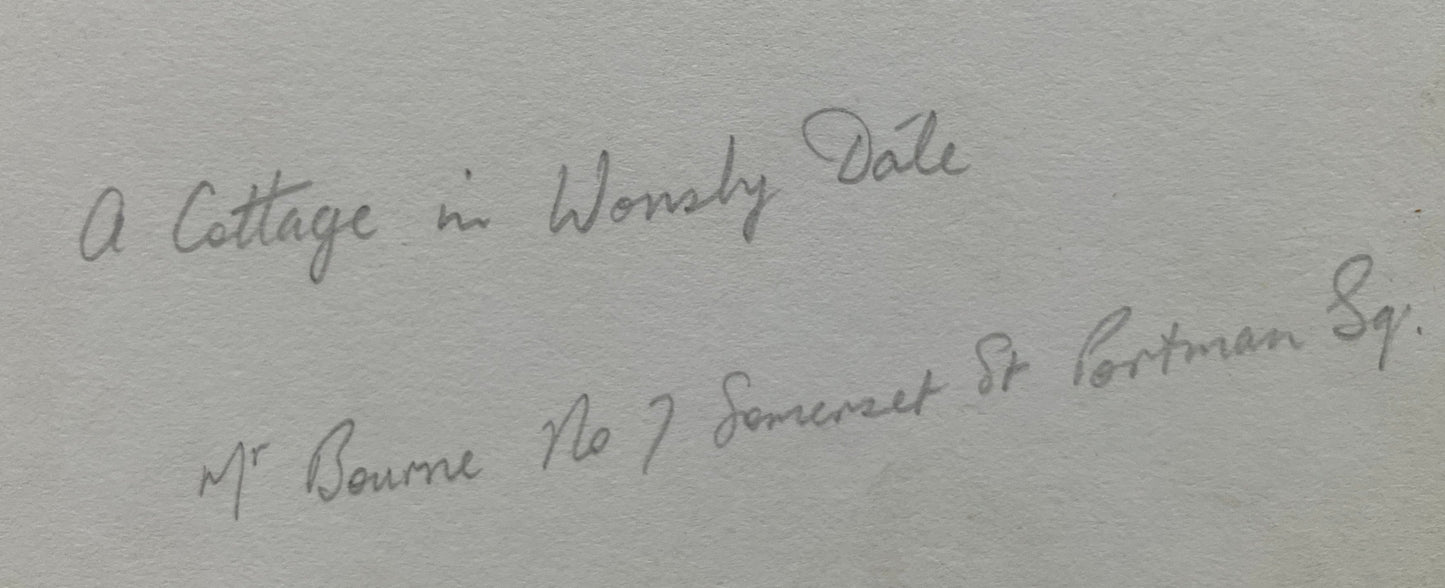 A Cottage in Wonsly Dale
Mr Bourne No 7 Somerset St Portman Sq.